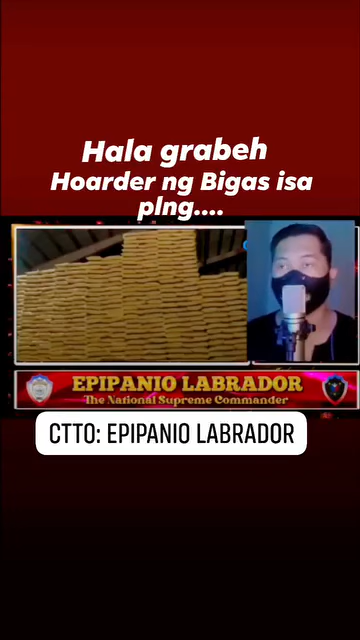 Hala grabeh
Hoarder ng Bigas isa
plng....
EPIPANIO LABRADOR
The National Supreme Commander
CTTO: EPIPANIO LABRADOR